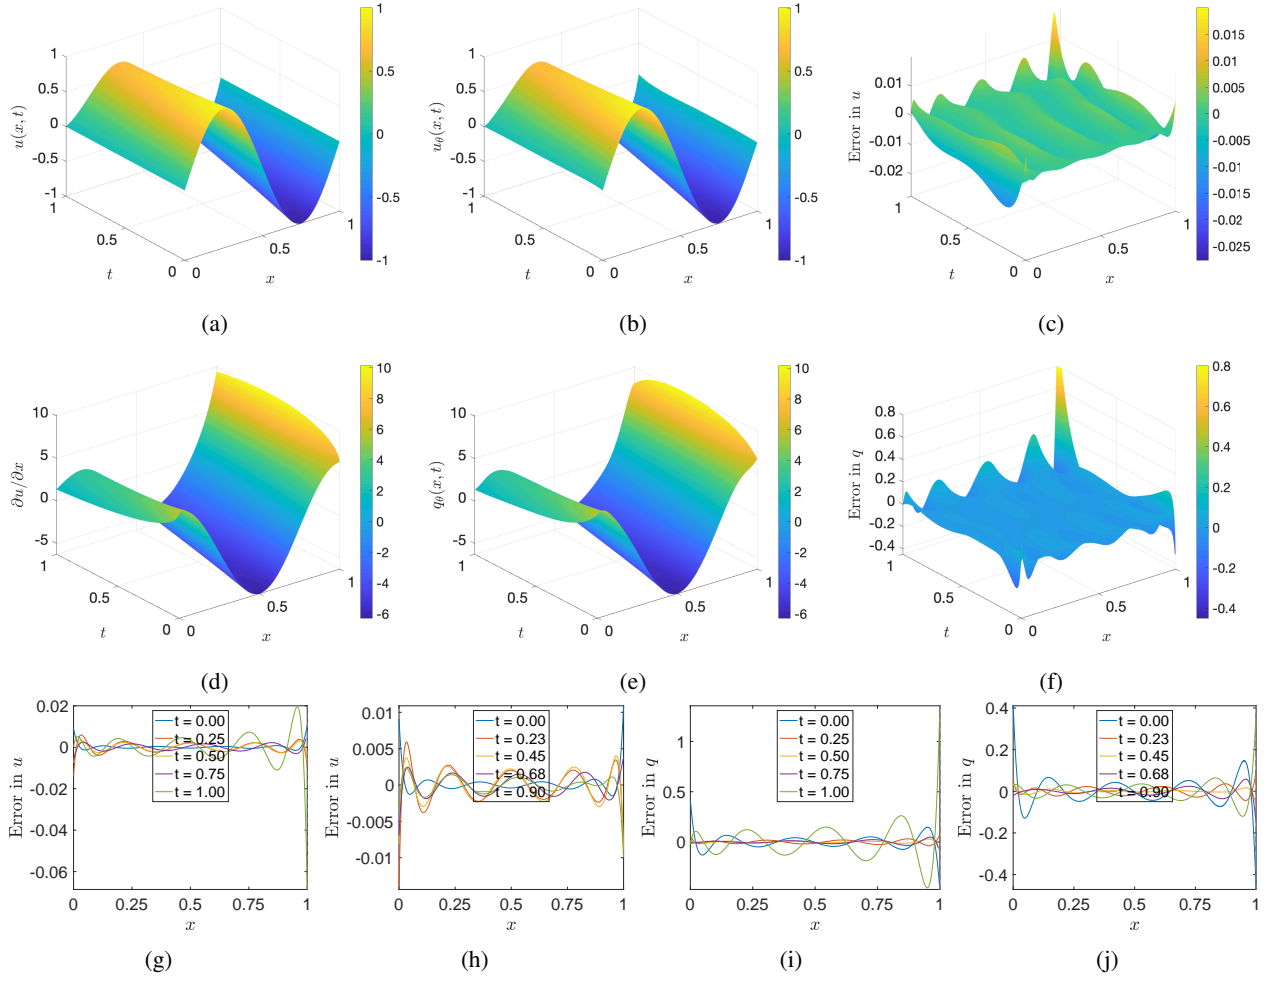 1
0.5
0
-0.5
-1
u(x, t)
1
0.5
0
t
0
0.5
1
x
1
0.5
0
-0.5
-1
(a)
1
0.5
0
-0.5
-1
uθ(x, t)
1
0.5
0
t
0
0.5
1
x
1
0.5
0
-0.5
-1
(b)
0.01
0
-0.01
-0.02
Error in u
1
0.5
0
t
0
0.5
1
x
0.015
0.01
0.005
0
-0.005
-0.01
-0.015
-0.02
-0.025
(c)
10
5
0
-5
∂u/∂x
1
0.5
0
t
0
0.5
1
x
10
8
6
4
2
0
-2
-4
-6
(d)
10
5
0
-5
qθ(x, t)
1
0.5
0
t
0
0.5
1
x
10
8
6
4
2
0
-2
-4
-6
(e)
0.8
0.6
0.4
0.2
0
-0.2
-0.4
Error in q
1
0.5
0
t
0
0.5
1
x
0.8
0.6
0.4
0.2
0
-0.2
-0.4
(f)
0.02
0
-0.02
-0.04
-0.06
Error in u
t = 0.00
t = 0.25
t = 0.50
t = 0.75
t = 1.00
0 0.25 0.5 0.75 1
x
(g)
0.01
0.005
0
-0.005
-0.01
Error in u
t = 0.00
t = 0.23
t = 0.45
t = 0.68
t = 0.90
0 0.25 0.5 0.75 1
x
(h)
1
0.5
0
Error in q
t = 0.00
t = 0.25
t = 0.50
t = 0.75
t = 1.00
0 0.25 0.5 0.75 1
x
(i)
0.4
0.2
0
-0.2
-0.4
Error in q
t = 0.00
t = 0.23
t = 0.45
t = 0.68
t = 0.90
0 0.25 0.5 0.75 1
x
(j)